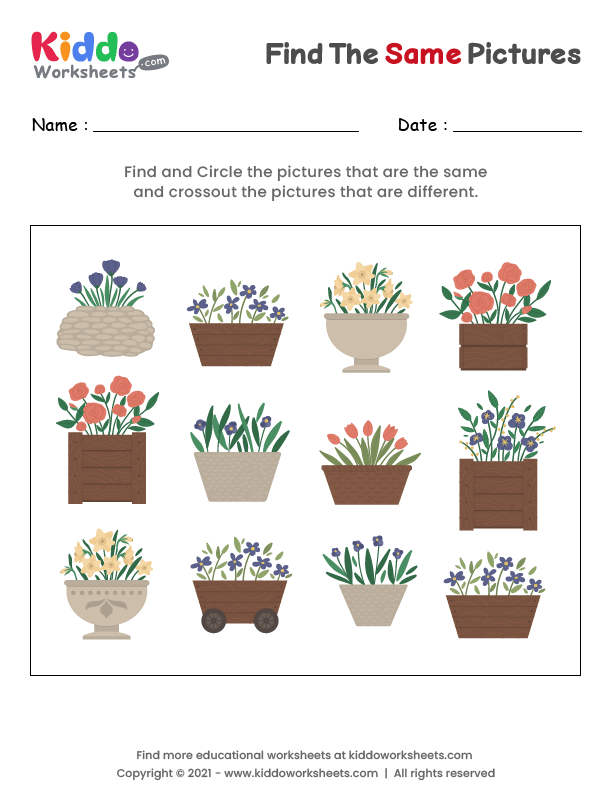 Kiddo
Worksheets
.com
Find The Same Pictures
Name :
Date :
Find and Circle the pictures that are the same
and crossout the pictures that are different.
Find more educational worksheets at kiddoworksheets.com
Copyright © 2021 - www.kiddoworksheets.com | All rights reserved